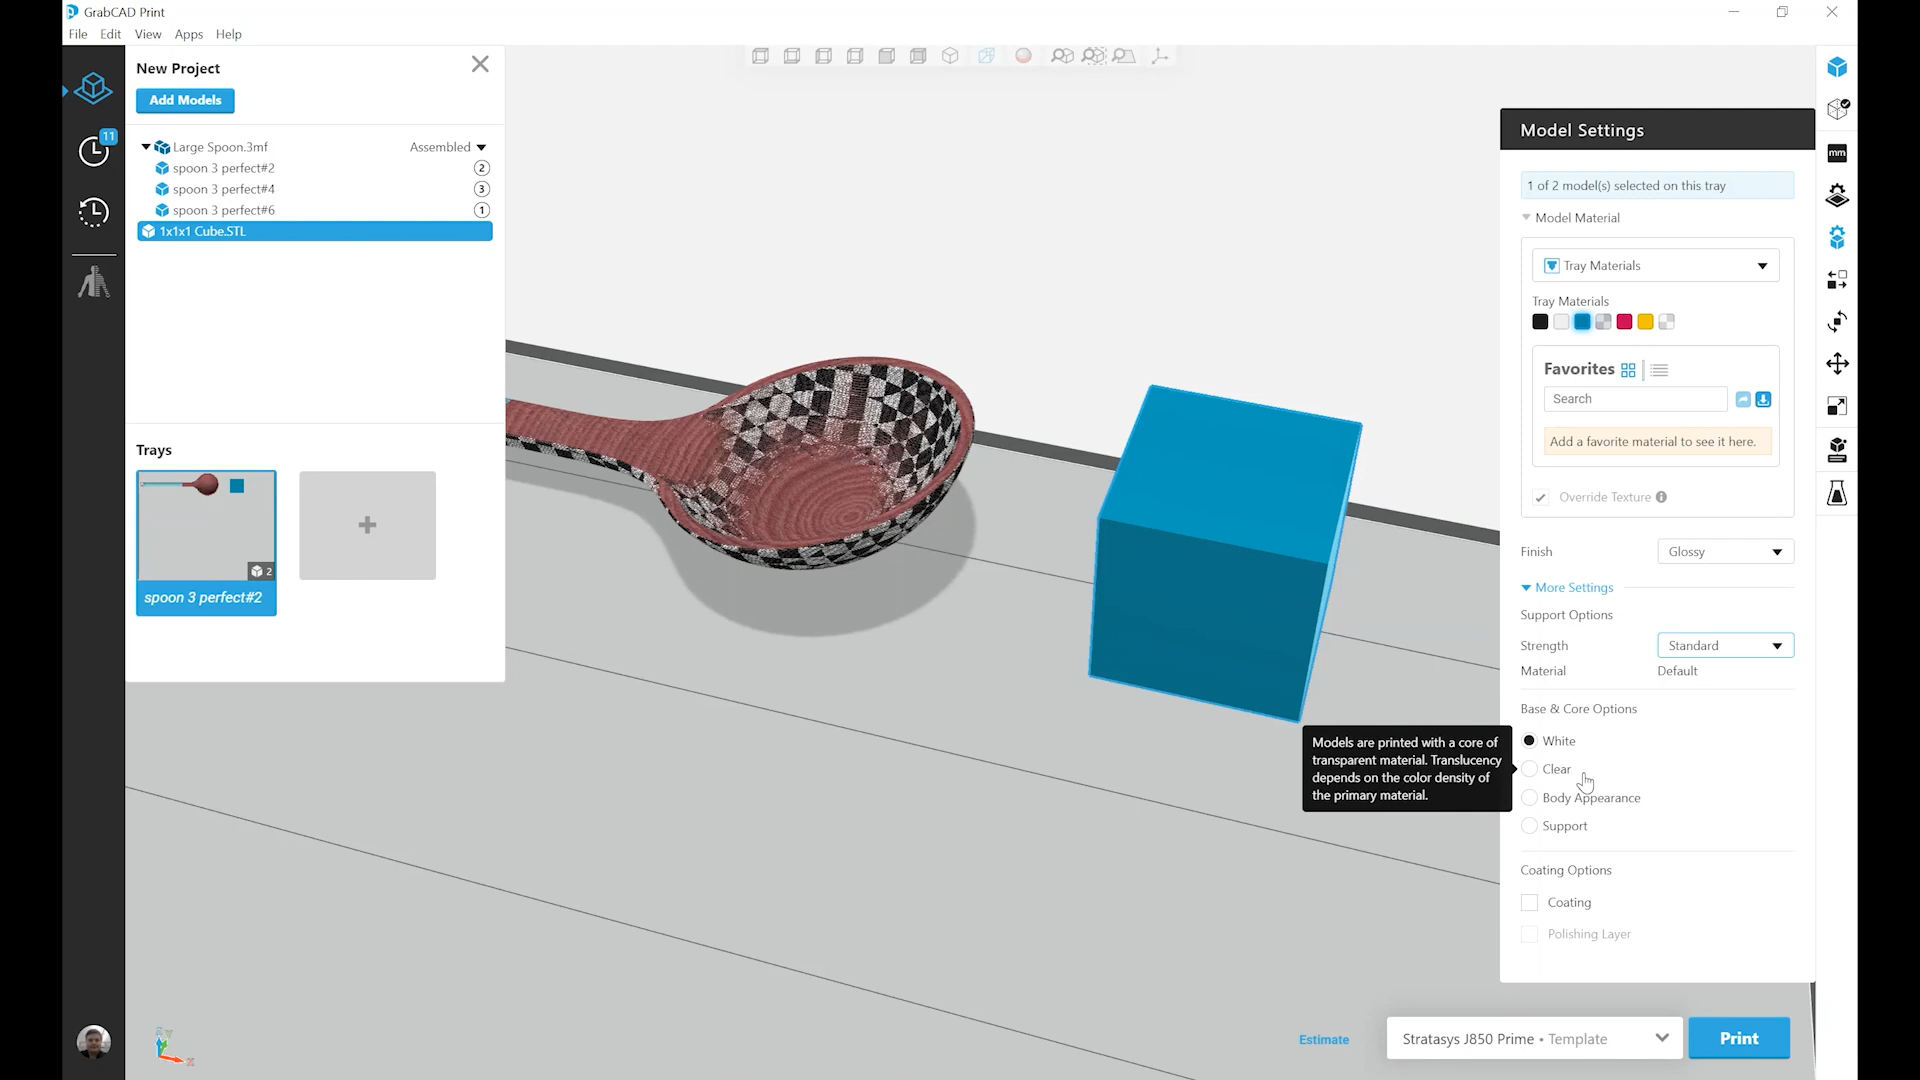 GrabCAD Print
File Edit View Apps Help
New Project
Add Models
Large Spoon.3mf Assembled
spoon 3 perfect#2 2
spoon 3 perfect#4 3
spoon 3 perfect#6 1
1x1x1 Cube.STL
11
Trays
2
spoon 3 perfect#2
Model Settings
1 of 2 model(s) selected on this tray
Model Material
Tray Materials
Tray Materials
Favorites
Search
Add a favorite material to see it here.
Override Texture
Finish Glossy
More Settings
Support Options
Strength Standard
Material Default
Base & Core Options
White
Clear
Body Appearance
Support
Models are printed with a core of
transparent material. Translucency
depends on the color density of
the primary material.
Coating Options
Coating
Polishing Layer
mm
Estimate
Stratasys J850 Prime • Template
Print